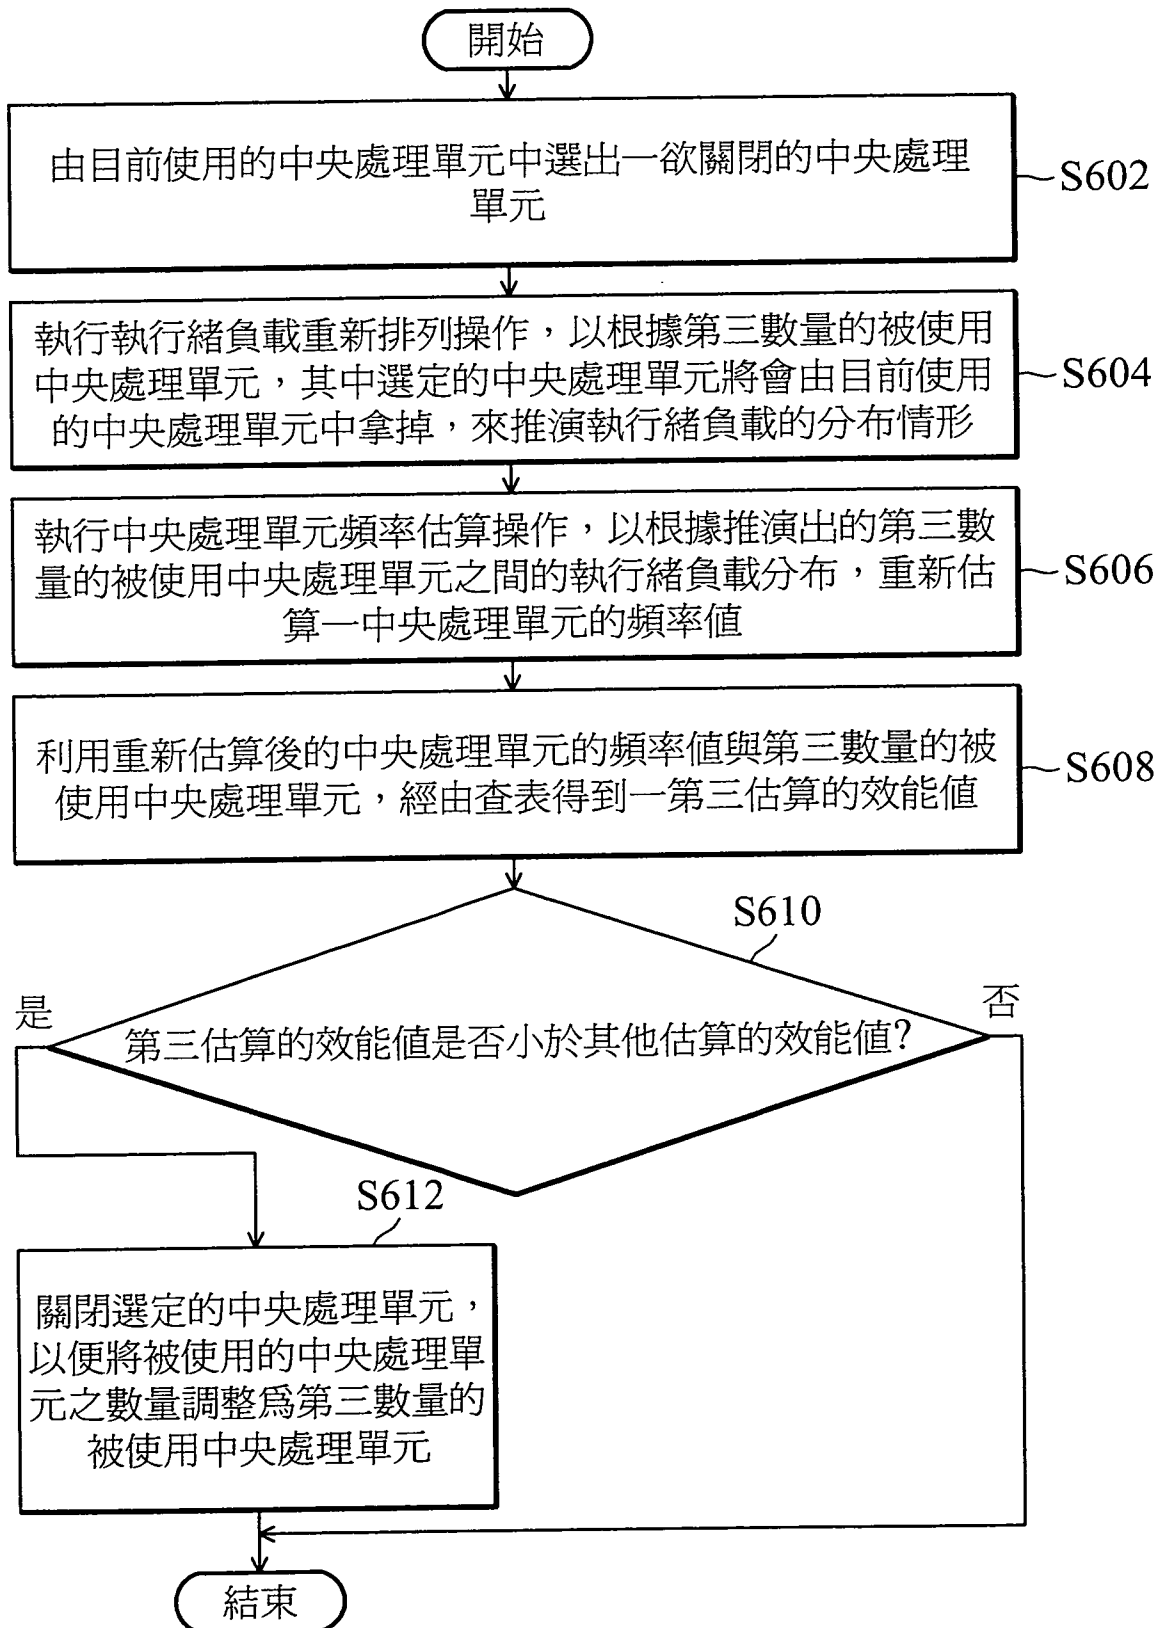 開始
由目前使用的中央處理單元中選出一欲關閉的中央處理
單元
S602
執行執行緒負載重新排列操作，以根據第三數量的被使用
中央處理單元，其中選定的中央處理單元將會由目前使用
的中央處理單元中拿掉，來推演執行緒負載的分布情形
S604
執行中央處理單元頻率估算操作，以根據推演出的第三數
量的被使用中央處理單元之間的執行緒負載分布，重新估
算一中央處理單元的頻率值
S606
利用重新估算後的中央處理單元的頻率值與第三數量的被
使用中央處理單元，經由查表得到一第三估算的效能值
S608
S610
是
否
第三估算的效能值是否小於其他估算的效能值?
S612
關閉選定的中央處理單元，
以便將被使用的中央處理單
元之數量調整爲第三數量的
被使用中央處理單元
結束